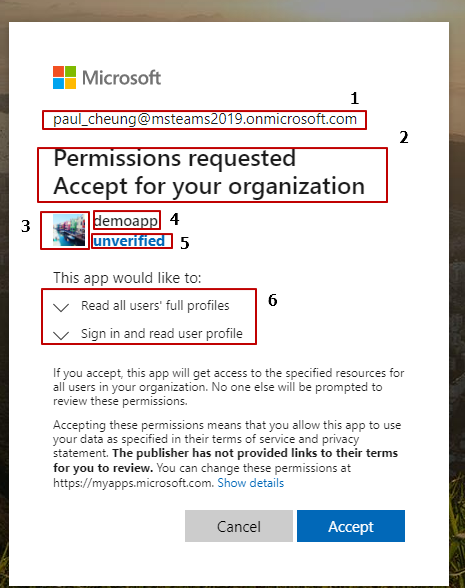 Microsoft
1
paul_cheung@msteams2019.onmicrosoft.com
2
Permissions requested
Accept for your organization
3
demoapp 4
unverified 5
This app would like to:
6
Read all users' full profiles
Sign in and read user profile
If you accept, this app will get access to the specified resources for
all users in your organization. No one else will be prompted to
review these permissions.
Accepting these permissions means that you allow this app to use
your data as specified in their terms of service and privacy
statement. The publisher has not provided links to their terms
for you to review. You can change these permissions at
https://myapps.microsoft.com. Show details
Cancel Accept